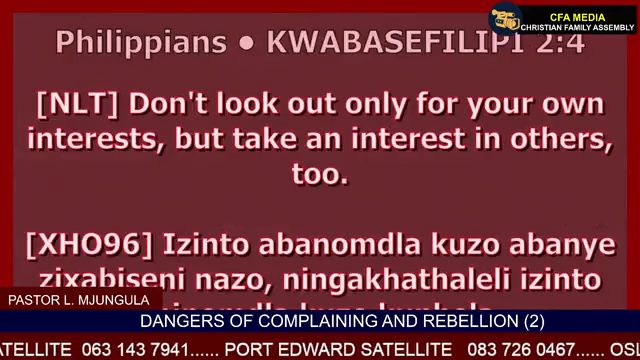 CFA MEDIA
CHRISTIAN FAMILY ASSEMBLY
Philippians ● KWABASEFILIPI 2:4
[NLT] Don't look out only for your own
interests, but take an interest in others,
too.
[XHO96] Izinto abanomdla kuzo abanye
zixabiseni nazo, ningakhathaleli izinto
PASTOR L. MJUNGULA
DANGERS OF COMPLAINING AND REBELLION (2)
ATELLITE 063 143 7941...... PORT EDWARD SATELLITE 083 726 0467...... OSL